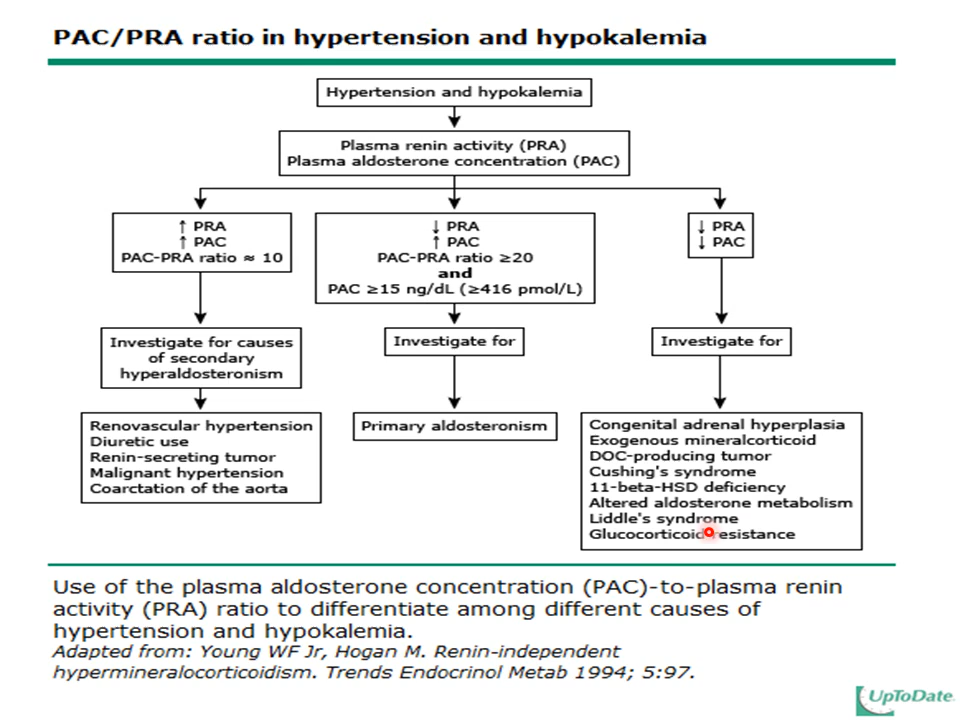 PAC/PRA ratio in hypertension and hypokalemia
Hypertension and hypokalemia
Plasma renin activity (PRA)
Plasma aldosterone concentration (PAC)
↑ PRA
↑ PAC
PAC-PRA ratio ≈ 10
↓ PRA
↑ PAC
PAC-PRA ratio ≥20
and
PAC ≥15 ng/dL (≥416 pmol/L)
↓ PRA
↓ PAC
Investigate for causes
of secondary
hyperaldosteronism
Investigate for
Investigate for
Renovascular hypertension
Diuretic use
Renin-secreting tumor
Malignant hypertension
Coarctation of the aorta
Primary aldosteronism
Congenital adrenal hyperplasia
Exogenous mineralcorticoid
DOC-producing tumor
Cushing's syndrome
11-beta-HSD deficiency
Altered aldosterone metabolism
Liddle's syndrome
Glucocorticoid resistance
Use of the plasma aldosterone concentration (PAC)-to-plasma renin
activity (PRA) ratio to differentiate among different causes of
hypertension and hypokalemia.
Adapted from: Young WF Jr, Hogan M. Renin-independent
hypermineralocorticoidism. Trends Endocrinol Metab 1994; 5:97.
UpToDate